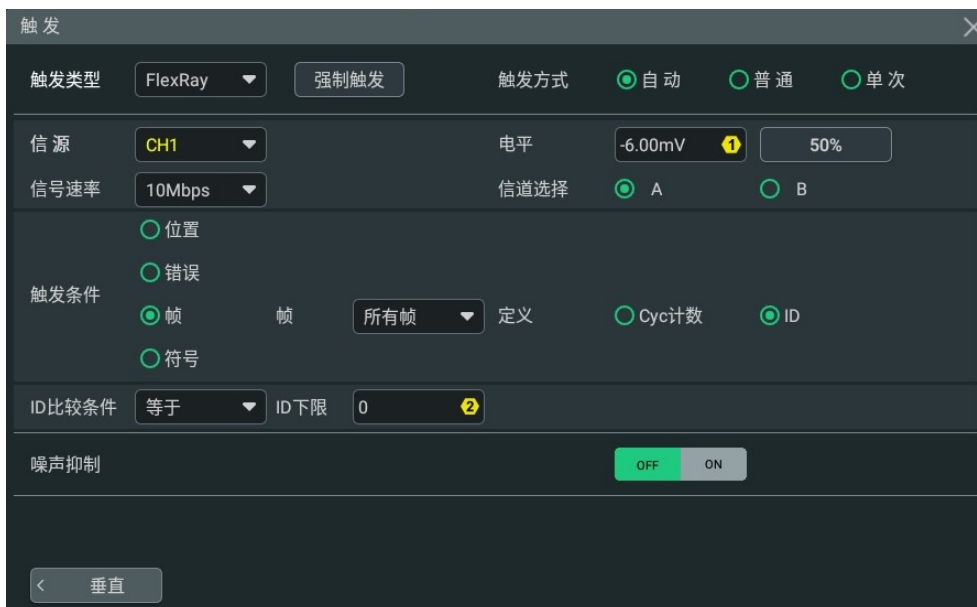 触发
触发类型 FlexRay 强制触发 触发方式 自动 普通 单次
信源 CH1 电平 -6.00mV 1 50%
信号速率 10Mbps 信道选择 A B
位置
错误
触发条件
帧 帧 所有帧 定义 Cyc计数 ID
符号
ID比较条件 等于 ID下限 0 2
噪声抑制 OFF ON
垂直